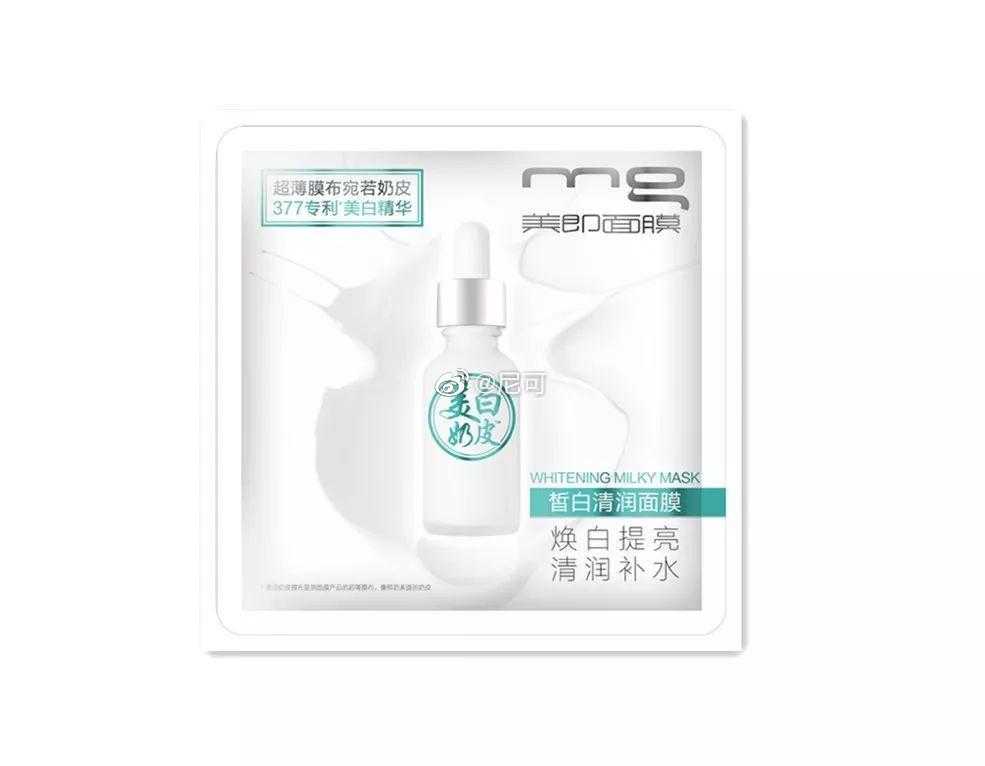 超薄膜布宛若奶皮
377专利*美白精华
mg
美即面膜
@尼可
美白
奶皮
WHITENING MILKY MASK
皙白清润面膜
焕白提亮
清润补水